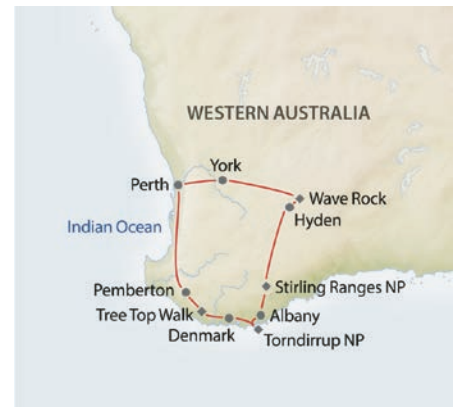 WESTERN AUSTRALIA
York
Perth
Wave Rock
Hyden
Indian Ocean
Stirling Ranges NP
Pemberton
Tree Top Walk
Albany
Denmark
Torndirrup NP